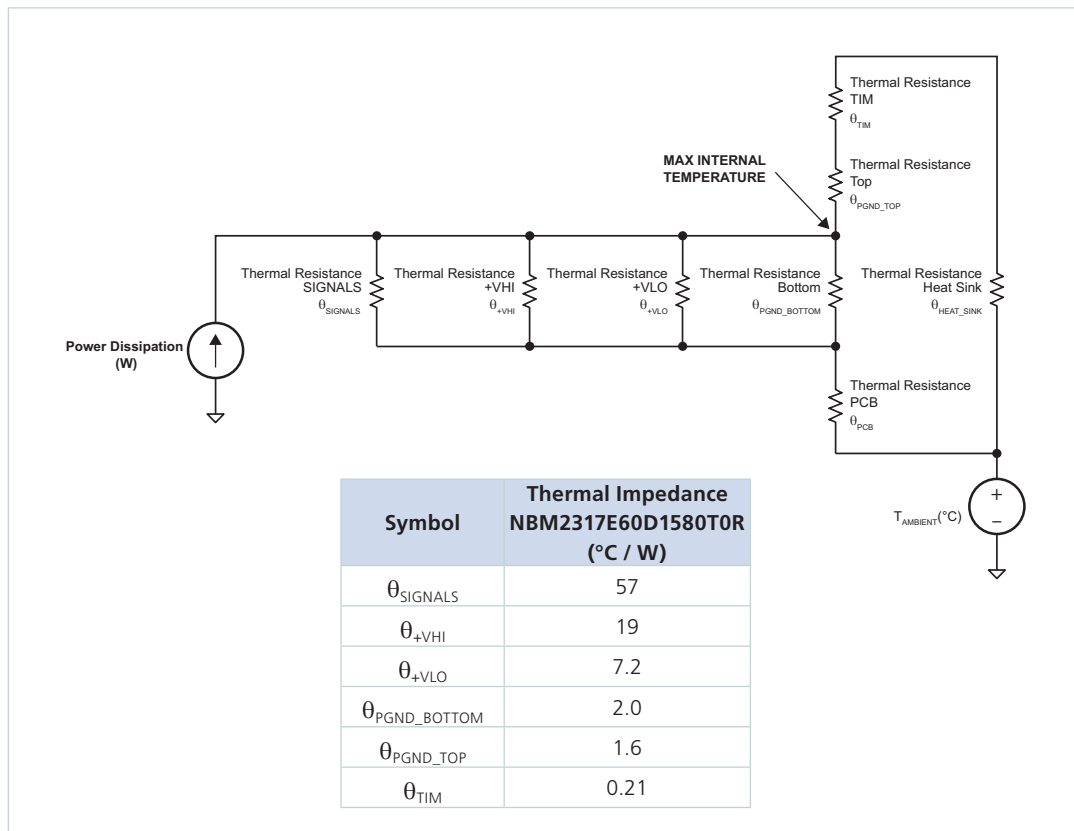 Thermal Resistance
TIM
θTIM
MAX INTERNAL
TEMPERATURE
Thermal Resistance
Top
θPGND_TOP
Thermal Resistance
SIGNALS
θSIGNALS
Thermal Resistance
+VHI
θ+VHI
Thermal Resistance
+VLO
θ+VLO
Thermal Resistance
Bottom
θPGND_BOTTOM
Thermal Resistance
Heat Sink
θHEAT_SINK
Power Dissipation
(W)
Thermal Resistance
PCB
θPCB
TAMBIENT(°C)
+
–
Symbol
Thermal Impedance
NBM2317E60D1580T0R
(°C / W)
θSIGNALS 57
θ+VHI 19
θ+VLO 7.2
θPGND_BOTTOM 2.0
θPGND_TOP 1.6
θTIM 0.21